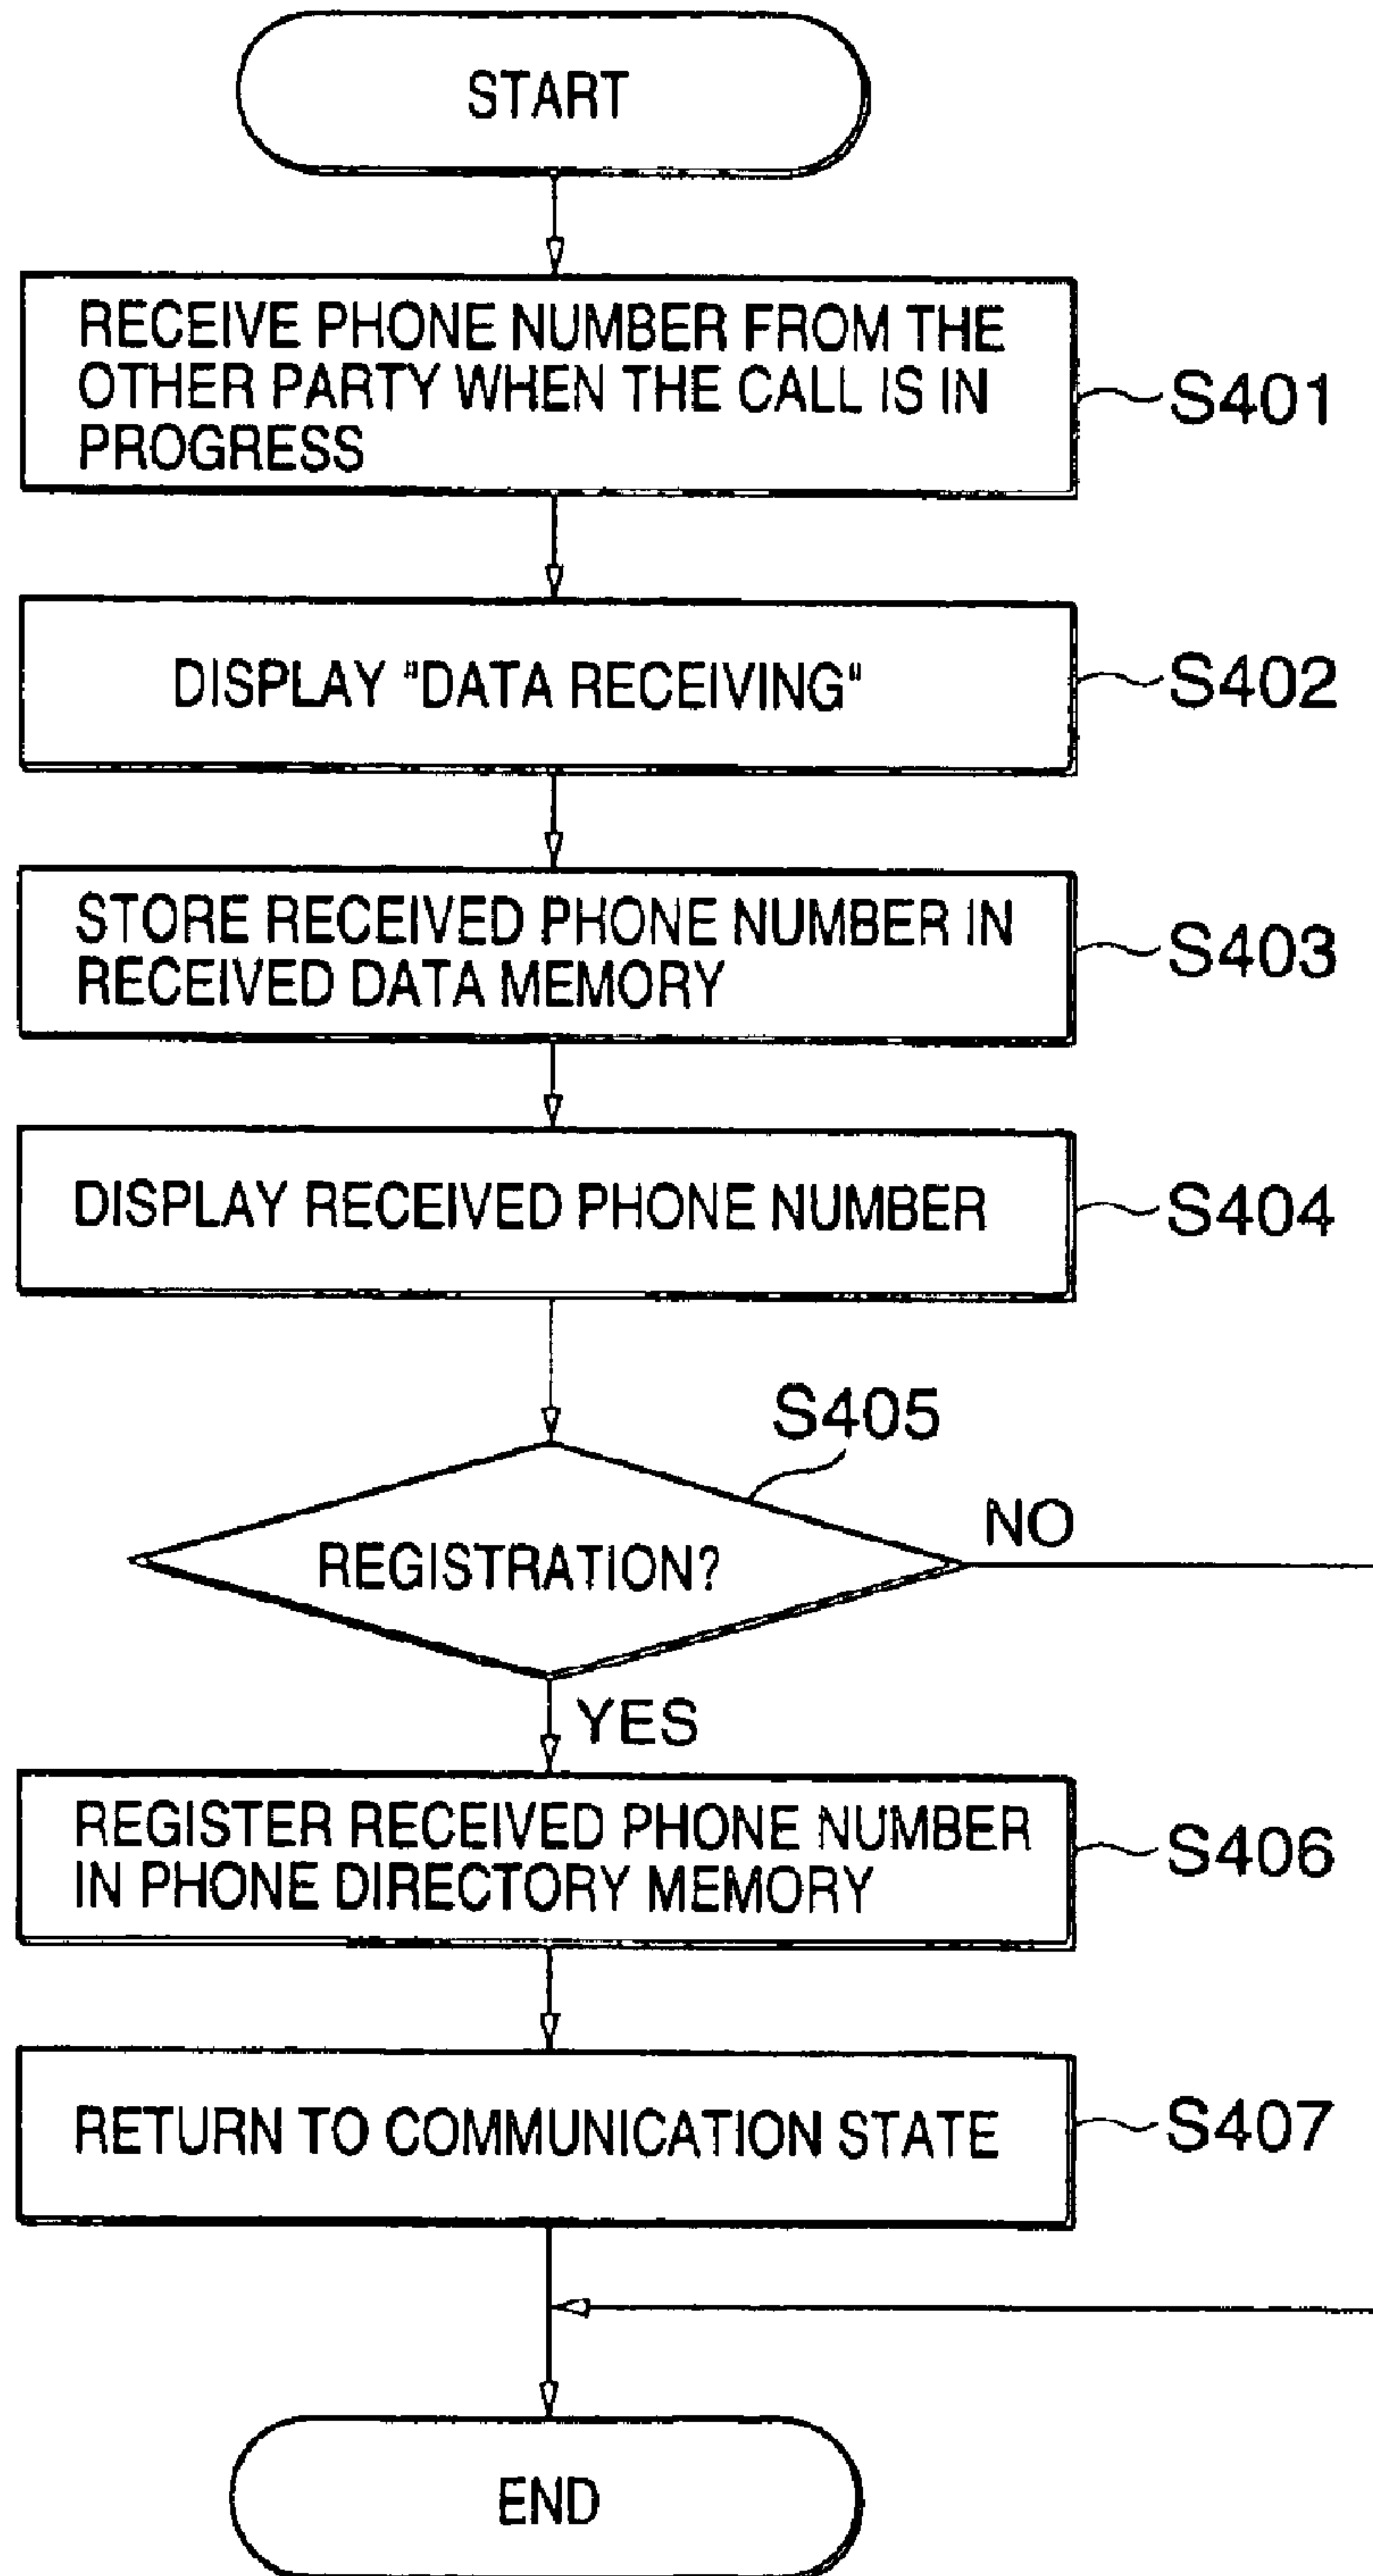 START
RECEIVE PHONE NUMBER FROM THE
OTHER PARTY WHEN THE CALL IS IN
PROGRESS
S401
DISPLAY "DATA RECEIVING"
S402
STORE RECEIVED PHONE NUMBER IN
RECEIVED DATA MEMORY
S403
DISPLAY RECEIVED PHONE NUMBER
S404
S405
REGISTRATION?
NO
YES
REGISTER RECEIVED PHONE NUMBER
IN PHONE DIRECTORY MEMORY
S406
RETURN TO COMMUNICATION STATE
S407
END